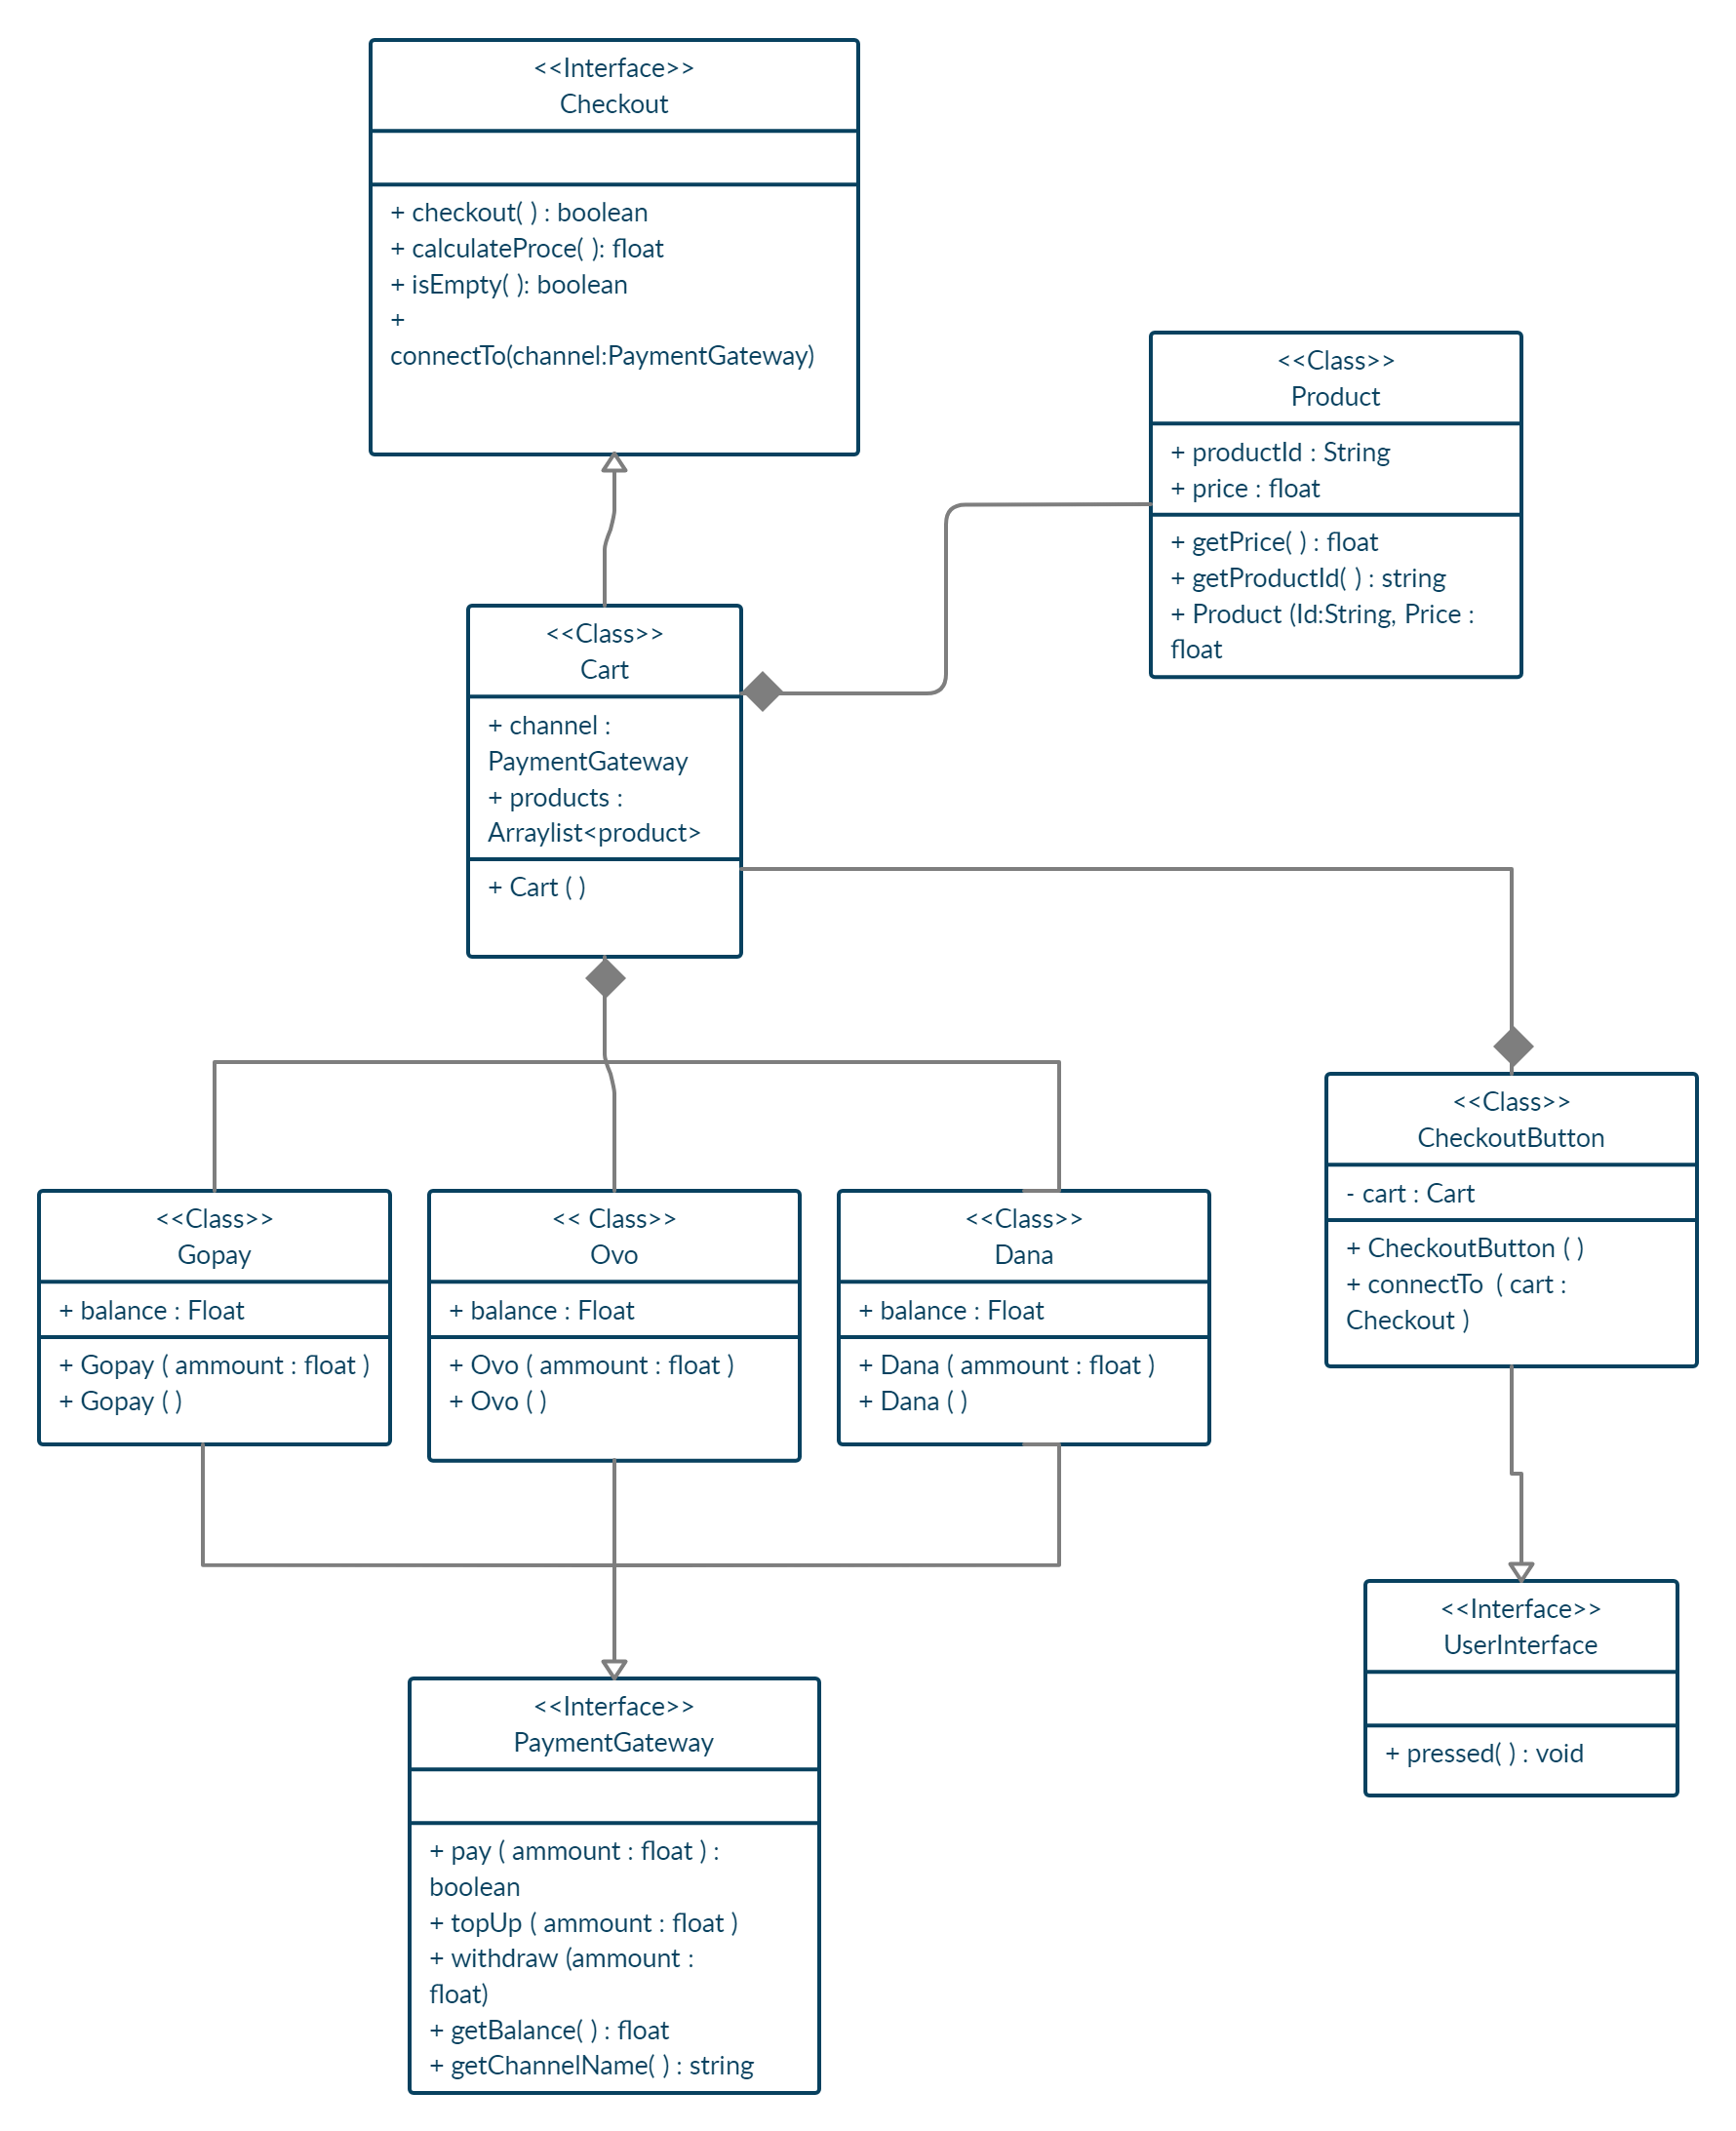 <<Interface>>
Checkout
+ checkout( ) : boolean
+ calculateProce( ): float
+ isEmpty( ): boolean
+
connectTo(channel:PaymentGateway)
<<Class>>
Product
+ productId : String
+ price : float
+ getPrice( ) : float
+ getProductId( ) : string
+ Product (Id:String, Price :
float
<<Class>>
Cart
+ channel :
PaymentGateway
+ products :
Arraylist<product>
+ Cart ( )
<<Class>>
CheckoutButton
- cart : Cart
+ CheckoutButton ( )
+ connectTo ( cart :
Checkout )
<<Class>>
Gopay
+ balance : Float
+ Gopay ( ammount : float )
+ Gopay ( )
<< Class>>
Ovo
+ balance : Float
+ Ovo ( ammount : float )
+ Ovo ( )
<<Class>>
Dana
+ balance : Float
+ Dana ( ammount : float )
+ Dana ( )
<<Interface>>
UserInterface
+ pressed( ) : void
<<Interface>>
PaymentGateway
+ pay ( ammount : float ) :
boolean
+ topUp ( ammount : float )
+ withdraw (ammount :
float)
+ getBalance( ) : float
+ getChannelName( ) : string